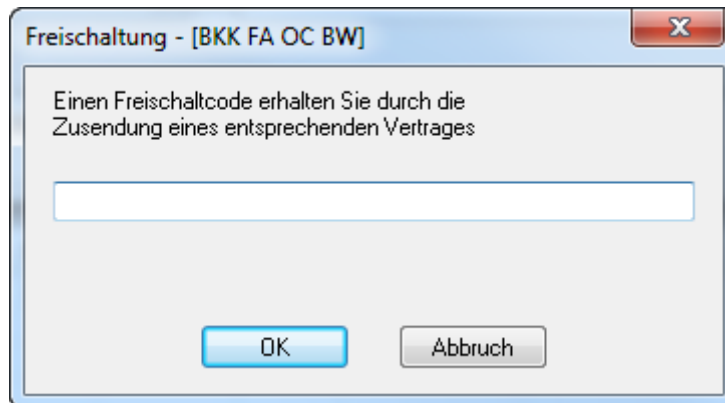 Freischaltung - [BKK FA OC BW]
Einen Freischaltcode erhalten Sie durch die
Zusendung eines entsprechenden Vertrages
OK
Abbruch